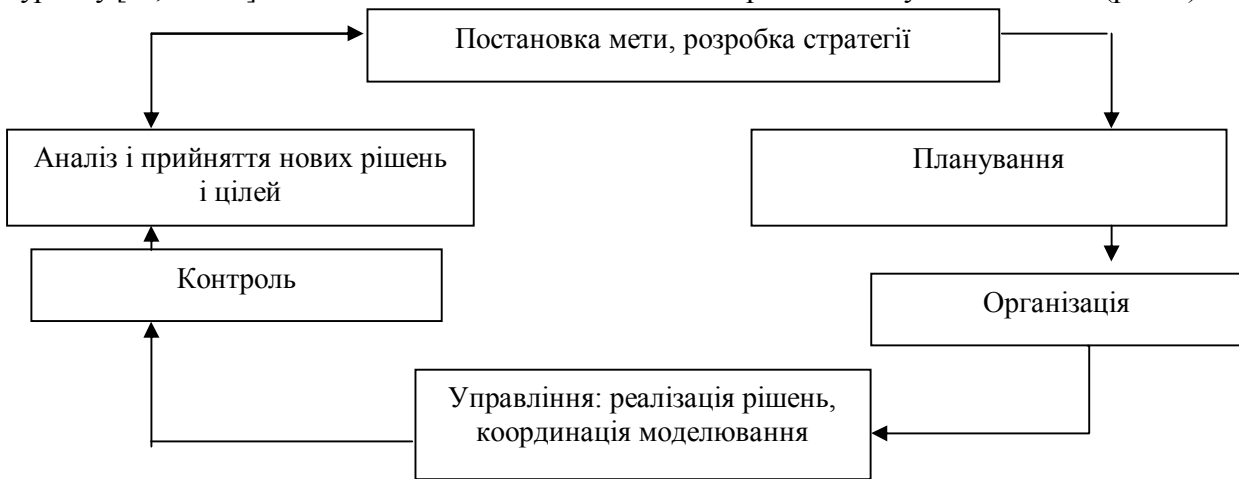 Постановка мети, розробка стратегії
Аналіз і прийняття нових рішень
і цілей
Планування
Контроль
Організація
Управління: реалізація рішень,
координація моделювання